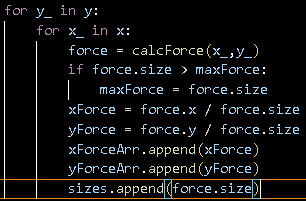 for y_ in y:
    for x_ in x:
        force = calcForce(x_,y_)
        if force.size > maxForce:
            maxForce = force.size
        xForce = force.x / force.size
        yForce = force.y / force.size
        xForceArr.append(xForce)
        yForceArr.append(yForce)
        sizes.append(force.size)